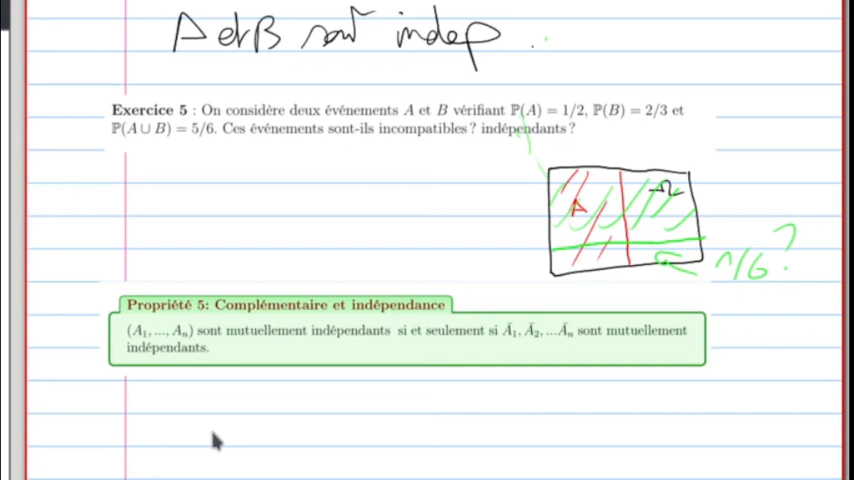 A et B sont indep.
Exercice 5 : On considère deux événements A et B vérifiant ℙ(A) = 1/2, ℙ(B) = 2/3 et
ℙ(A ∪ B) = 5/6. Ces événements sont-ils incompatibles ? indépendants ?
A Ω
1/6 ?
Propriété 5: Complémentaire et indépendance
(A₁, ..., Aₙ) sont mutuellement indépendants si et seulement si Ā₁, Ā₂, ...Āₙ sont mutuellement
indépendants.